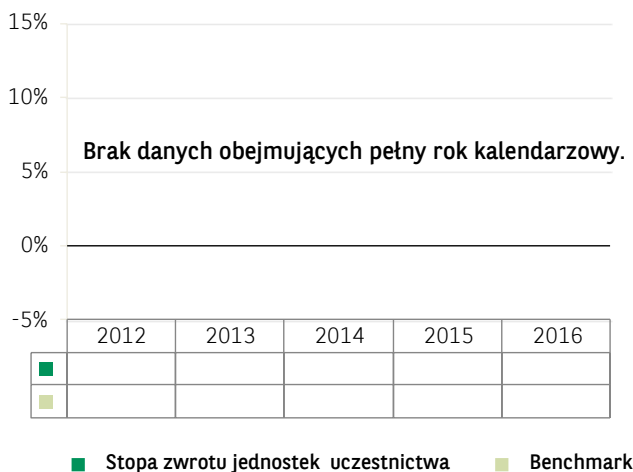 15%
10%
Brak danych obejmujących pełny rok kalendarzowy.
5%
0%
-5%
2012 2013 2014 2015 2016
Stopa zwrotu jednostek uczestnictwa Benchmark